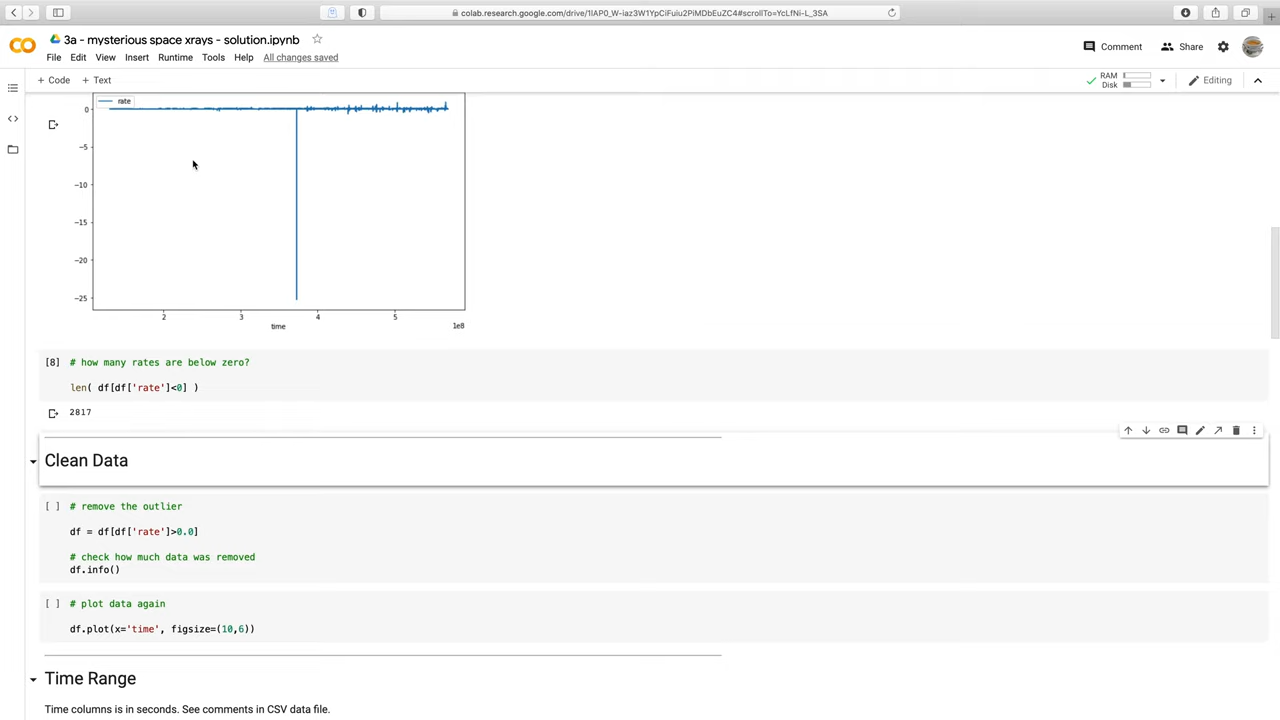 colab.research.google.com/drive/1lAP0_W-iaz3W1YpCiFuiu2PiMDbEuZC4#scrollTo=YcLfNi-L_3SA
3a - mysterious space xrays - solution.ipynb
File Edit View Insert Runtime Tools Help All changes saved
Comment Share
+ Code + Text
RAM
Disk
Editing
rate
0
−5
−10
−15
−20
−25
2 3 4 5
time 1e8
[8] # how many rates are below zero?
len( df[df['rate']<0] )
2817
Clean Data
[ ] # remove the outlier
df = df[df['rate']>0.0]
# check how much data was removed
df.info()
[ ] # plot data again
df.plot(x='time', figsize=(10,6))
Time Range
Time columns is in seconds. See comments in CSV data file.